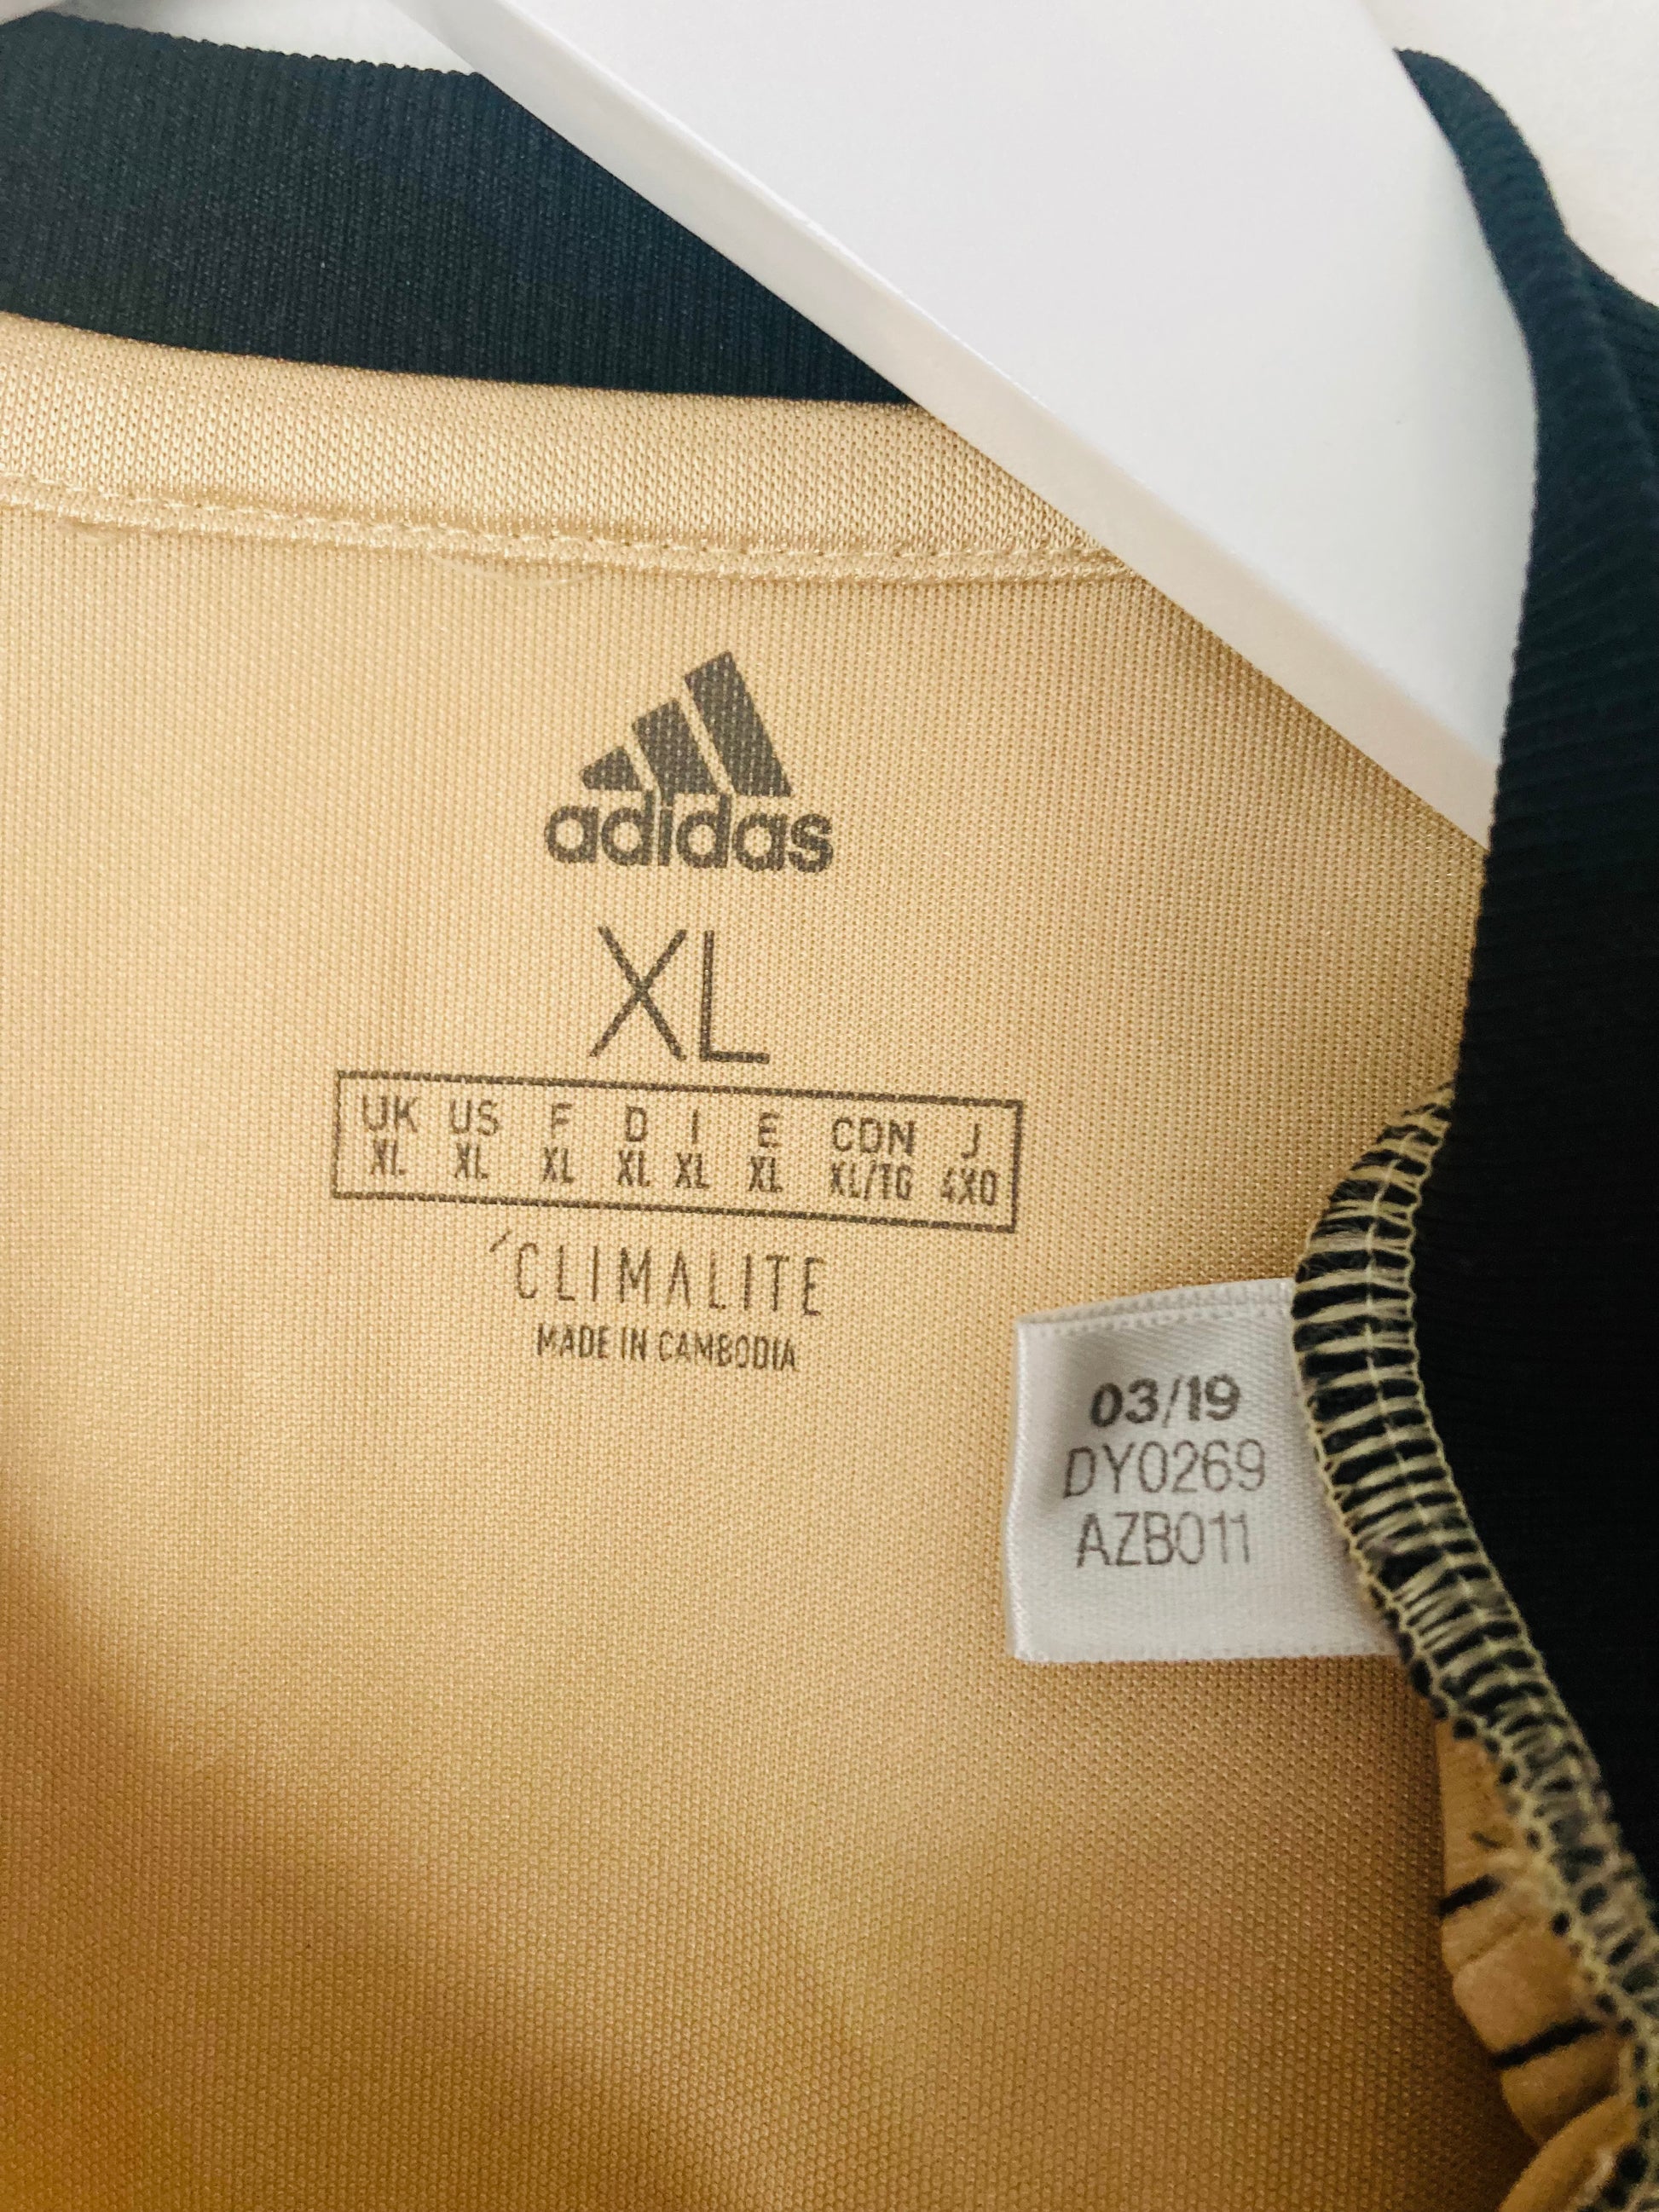 adidas
XL
UK US F D I E CDN J
XL XL XL XL XL XL XL/TG 4XO
CLIMALITE
MADE IN CAMBODIA
03/19
DY0269
AZB011